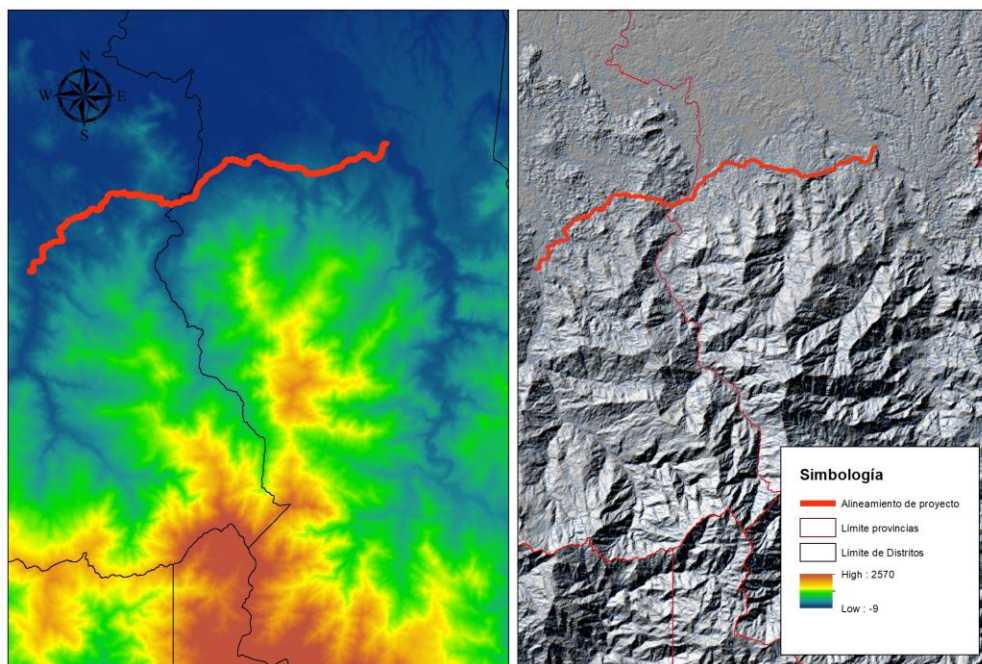 N
W E
S
Simbología
Alineamiento de proyecto
Límite provincias
Límite de Distritos
High : 2570
Low : -9